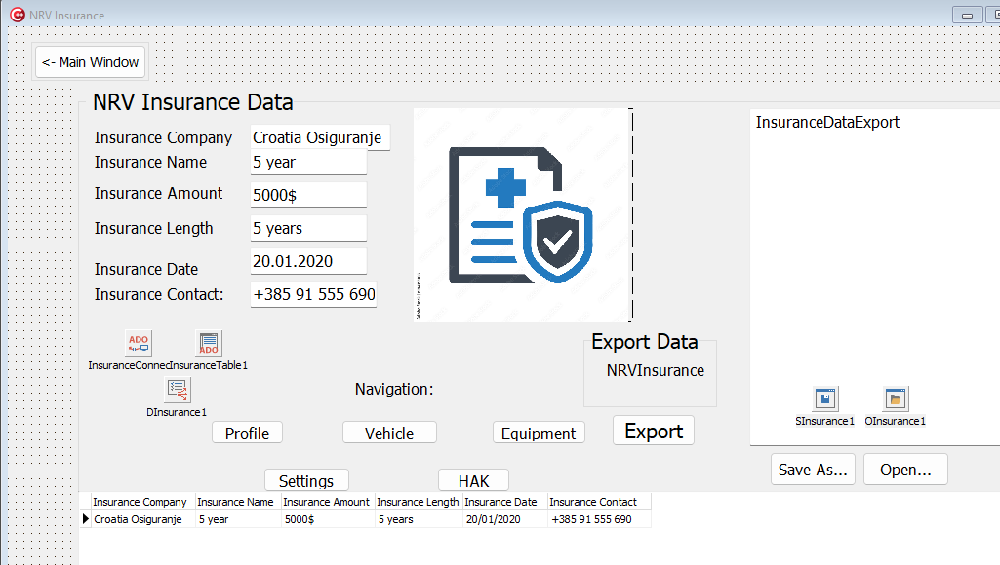 NRV Insurance
<- Main Window
NRV Insurance Data
Insurance Company Croatia Osiguranje
Insurance Name 5 year
Insurance Amount 5000$
Insurance Length 5 years
Insurance Date 20.01.2020
Insurance Contact: +385 91 555 690
InsuranceDataExport
ADO ADO
InsuranceConnec InsuranceTable1
DInsurance1
Export Data
NRVInsurance
Navigation:
Profile Vehicle Equipment Export
Settings HAK
SInsurance1 OInsurance1
Save As... Open...
Insurance Company Insurance Name Insurance Amount Insurance Length Insurance Date Insurance Contact
Croatia Osiguranje 5 year 5000$ 5 years 20/01/2020 +385 91 555 690